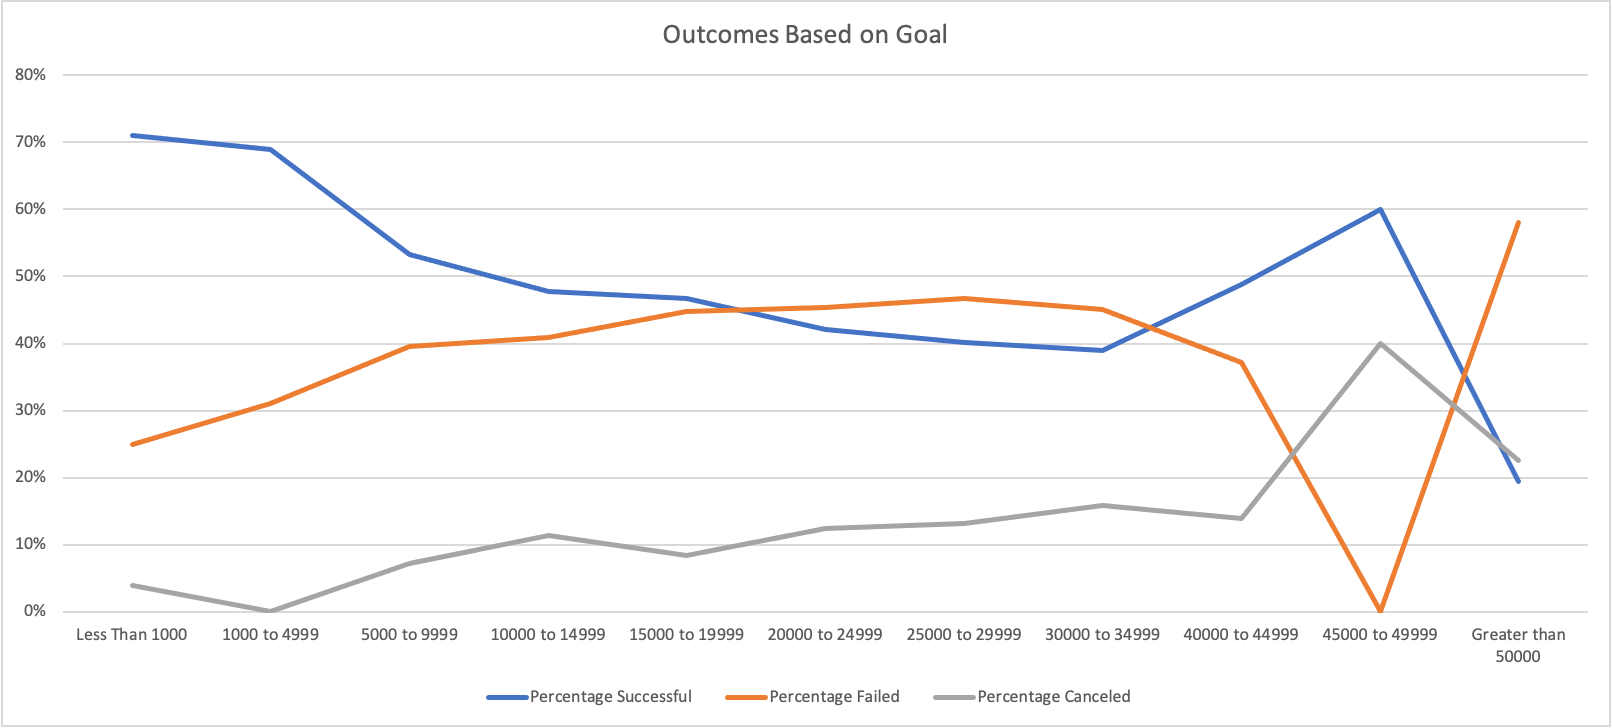 Outcomes Based on Goal
80%
70%
60%
50%
40%
30%
20%
10%
0%
Less Than 1000
1000 to 4999
5000 to 9999
10000 to 14999
15000 to 19999
20000 to 24999
25000 to 29999
30000 to 34999
40000 to 44999
45000 to 49999
Greater than
50000
Percentage Successful
Percentage Failed
Percentage Canceled